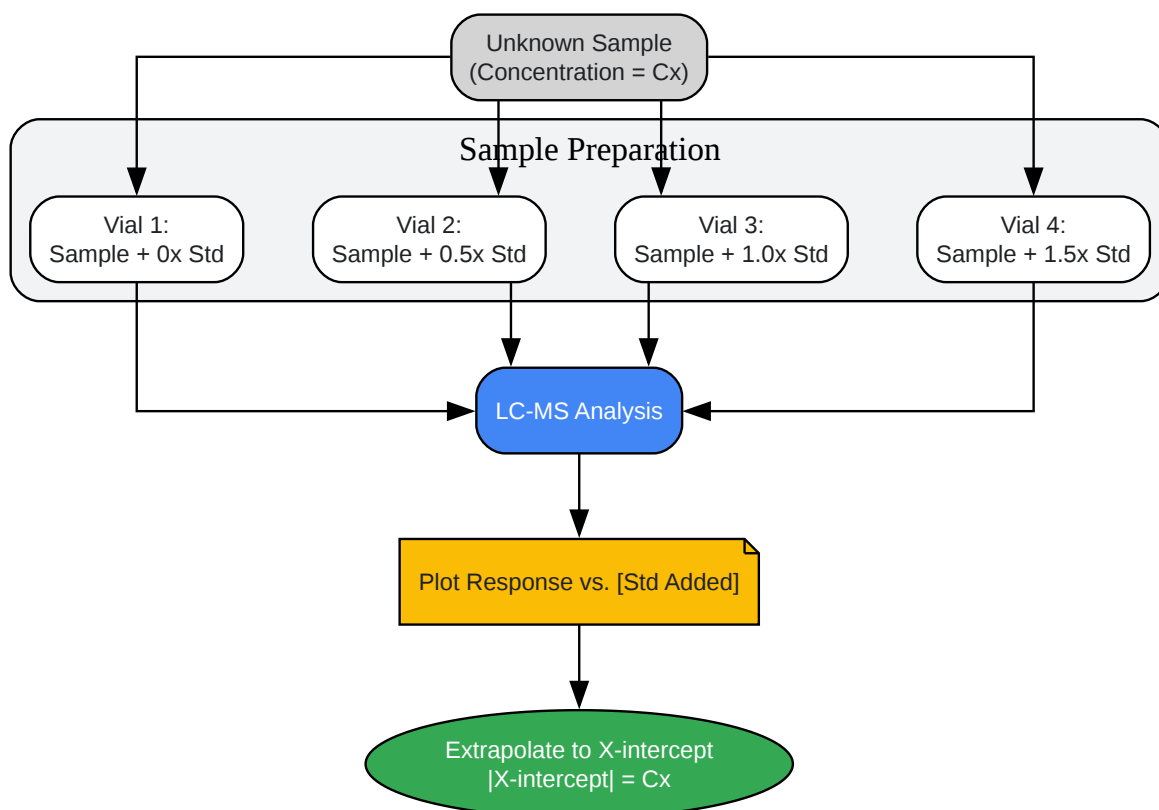 Unknown Sample
(Concentration = Cx)
Sample Preparation
Vial 1:
Sample + 0x Std
Vial 2:
Sample + 0.5x Std
Vial 3:
Sample + 1.0x Std
Vial 4:
Sample + 1.5x Std
LC-MS Analysis
Plot Response vs. [Std Added]
Extrapolate to X-intercept
|X-intercept| = Cx